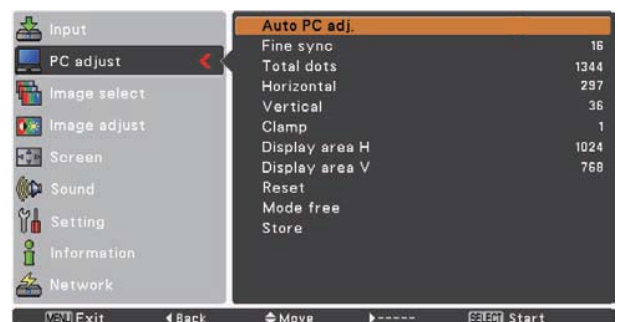 Input
PC adjust
Image select
Image adjust
Screen
Sound
Setting
Information
Network
Auto PC adj.
Fine sync 16
Total dots 1344
Horizontal 297
Vertical 36
Clamp 1
Display area H 1024
Display area V 768
Reset
Mode free
Store
MENU Exit ◀Back Move ▶----- SELECT Start